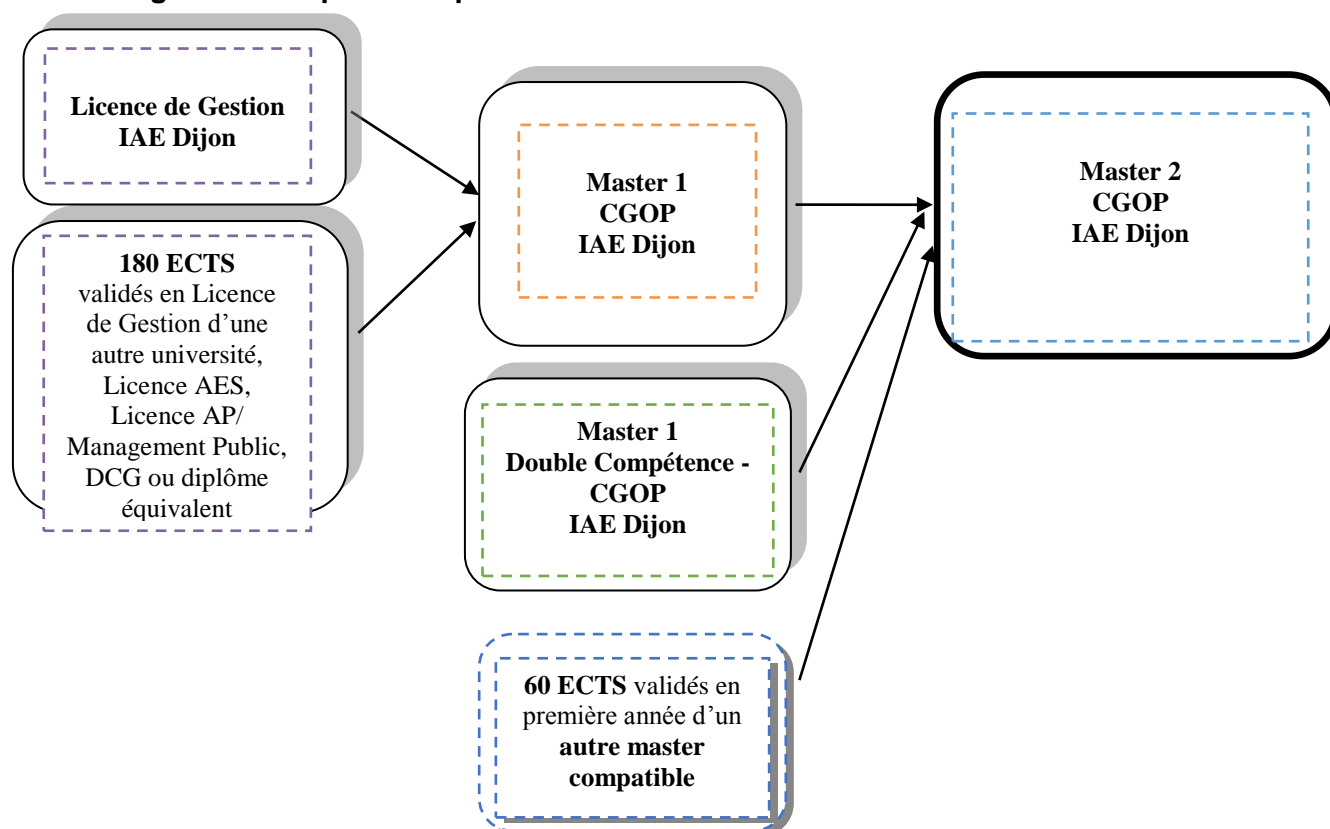 Licence de Gestion
IAE Dijon
180 ECTS
validés en Licence
de Gestion d’une
autre université,
Licence AES,
Licence AP/
Management Public,
DCG ou diplôme
équivalent
Master 1
CGOP
IAE Dijon
Master 1
Double Compétence -
CGOP
IAE Dijon
60 ECTS validés en
première année d’un
autre master
compatible
Master 2
CGOP
IAE Dijon